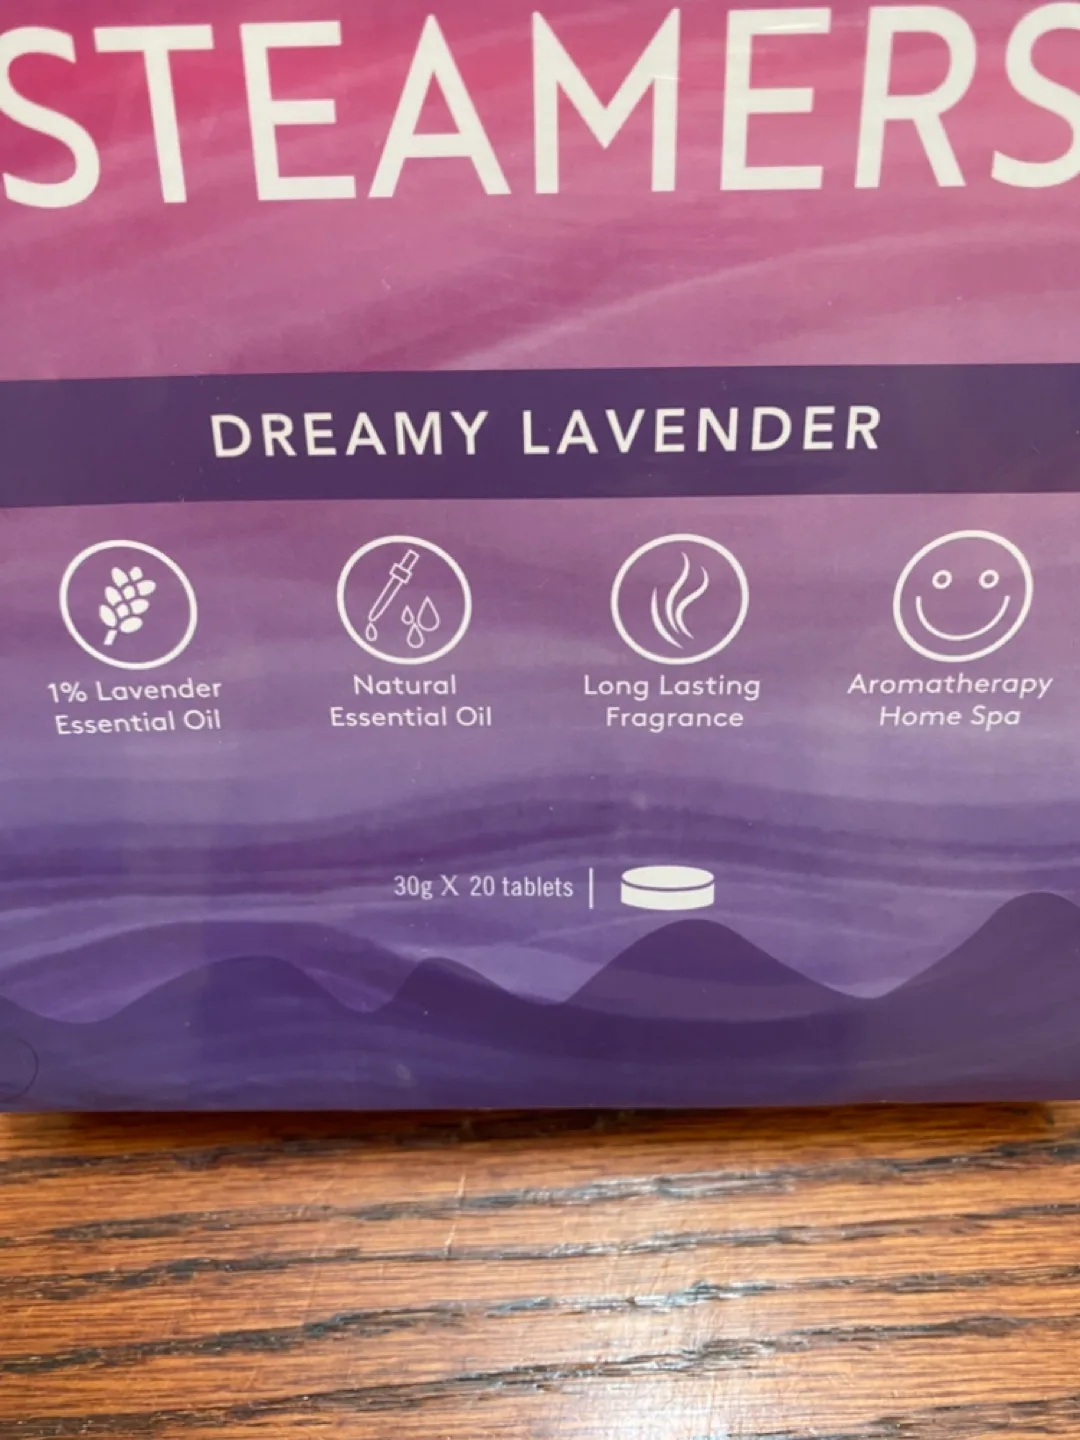 STEAMERS
DREAMY LAVENDER
1% Lavender
Essential Oil
Natural
Essential Oil
Long Lasting
Fragrance
Aromatherapy
Home Spa
30g X 20 tablets